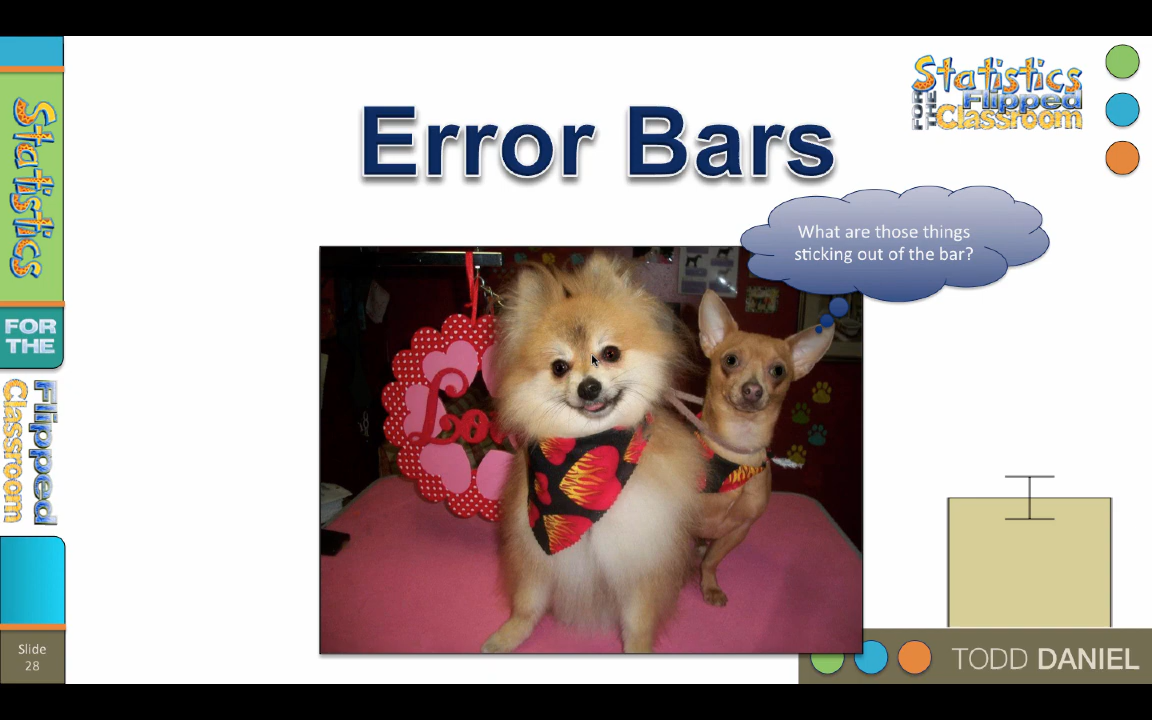 Statistics
FOR THE
Flipped
Classroom
Error Bars
Statistics
FOR
THE
Flipped
Classroom
What are those things
sticking out of the bar?
Slide
28
TODD DANIEL